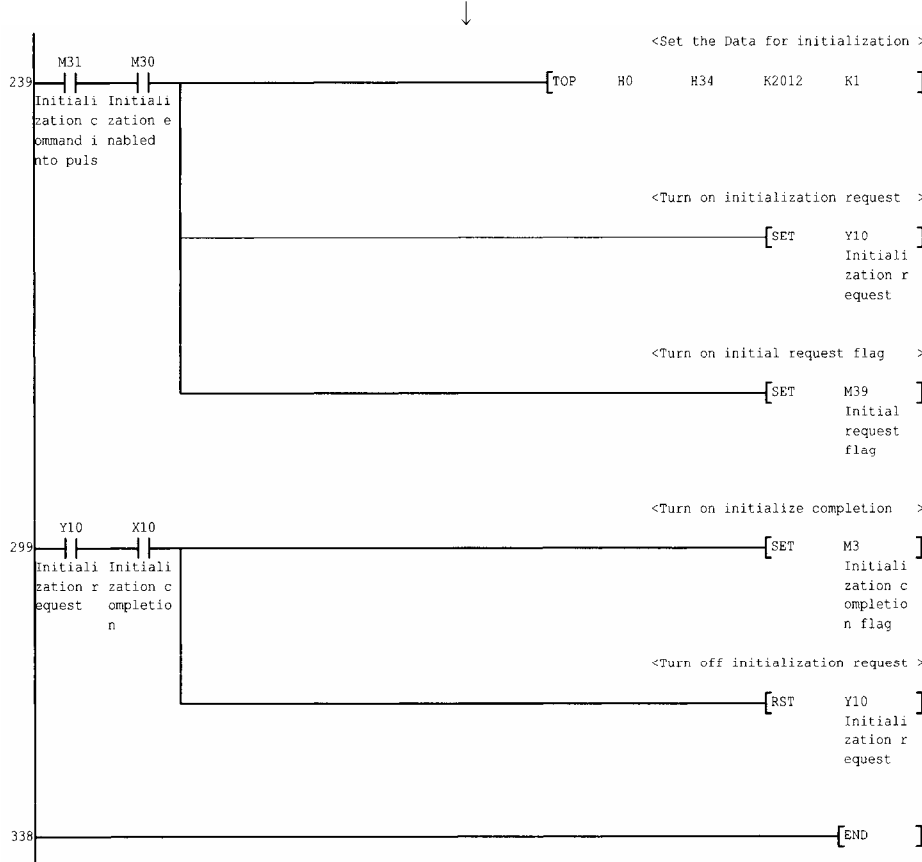 <Set the Data for initialization >
M31 M30
239 TOP H0 H34 K2012 K1
Initiali Initiali
zation c zation e
ommand i nabled
nto puls
<Turn on initialization request >
SET Y10
Initiali
zation r
equest
<Turn on initial request flag >
SET M39
Initial
request
flag
<Turn on initialize completion >
Y10 X10
299 SET M3
Initiali Initiali Initiali
zation r zation c zation c
equest ompletio ompletio
n n flag
<Turn off initialization request >
RST Y10
Initiali
zation r
equest
338 END